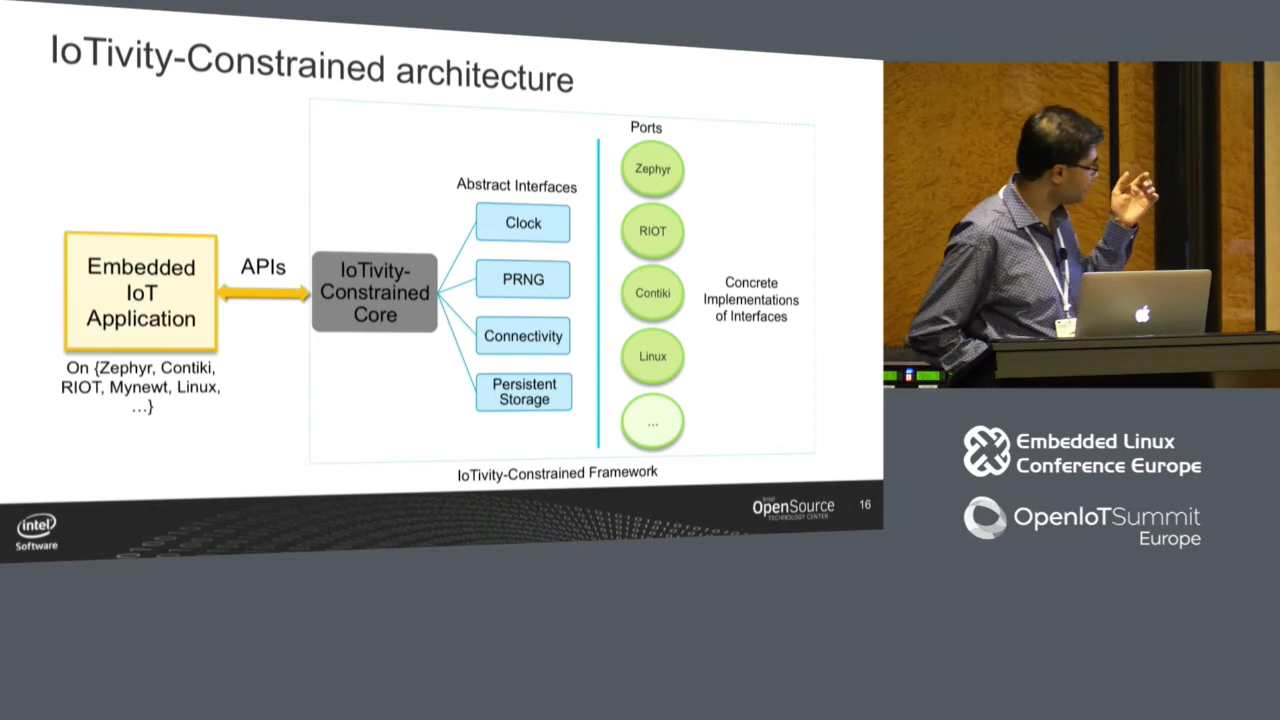 IoTivity-Constrained architecture
Embedded
IoT
Application
On {Zephyr, Contiki,
RIOT, Mynewt, Linux,
...}
APIs
IoTivity-
Constrained
Core
Abstract Interfaces
Clock
PRNG
Connectivity
Persistent
Storage
Ports
Zephyr
RIOT
Contiki
Linux
...
Concrete
Implementations
of Interfaces
IoTivity-Constrained Framework
intel
Software
Intel
OpenSource
TECHNOLOGY CENTER
16
Embedded Linux
Conference Europe
OpenIoTSummit
Europe